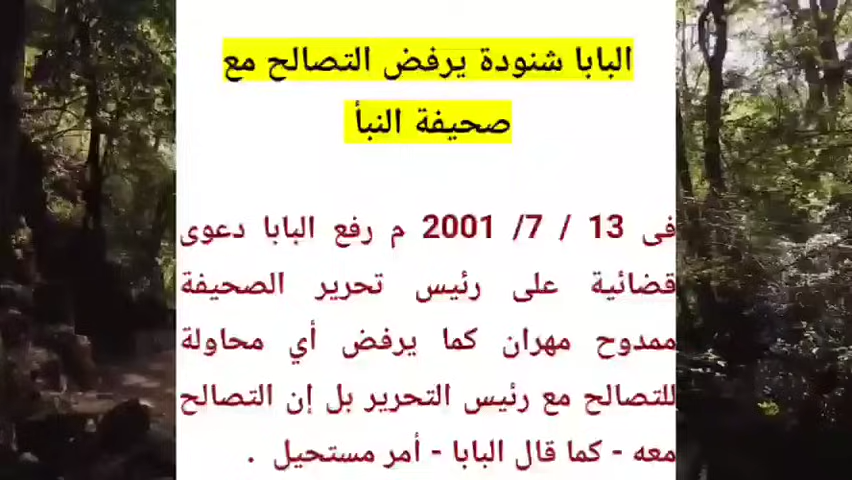 البابا شنودة يرفض التصالح مع
صحيفة النبأ
فى 13 / 7/ 2001 م رفع البابا دعوى
قضائية على رئيس تحرير الصحيفة
ممدوح مهران كما يرفض أي محاولة
للتصالح مع رئيس التحرير بل إن التصالح
معه - كما قال البابا - أمر مستحيل .